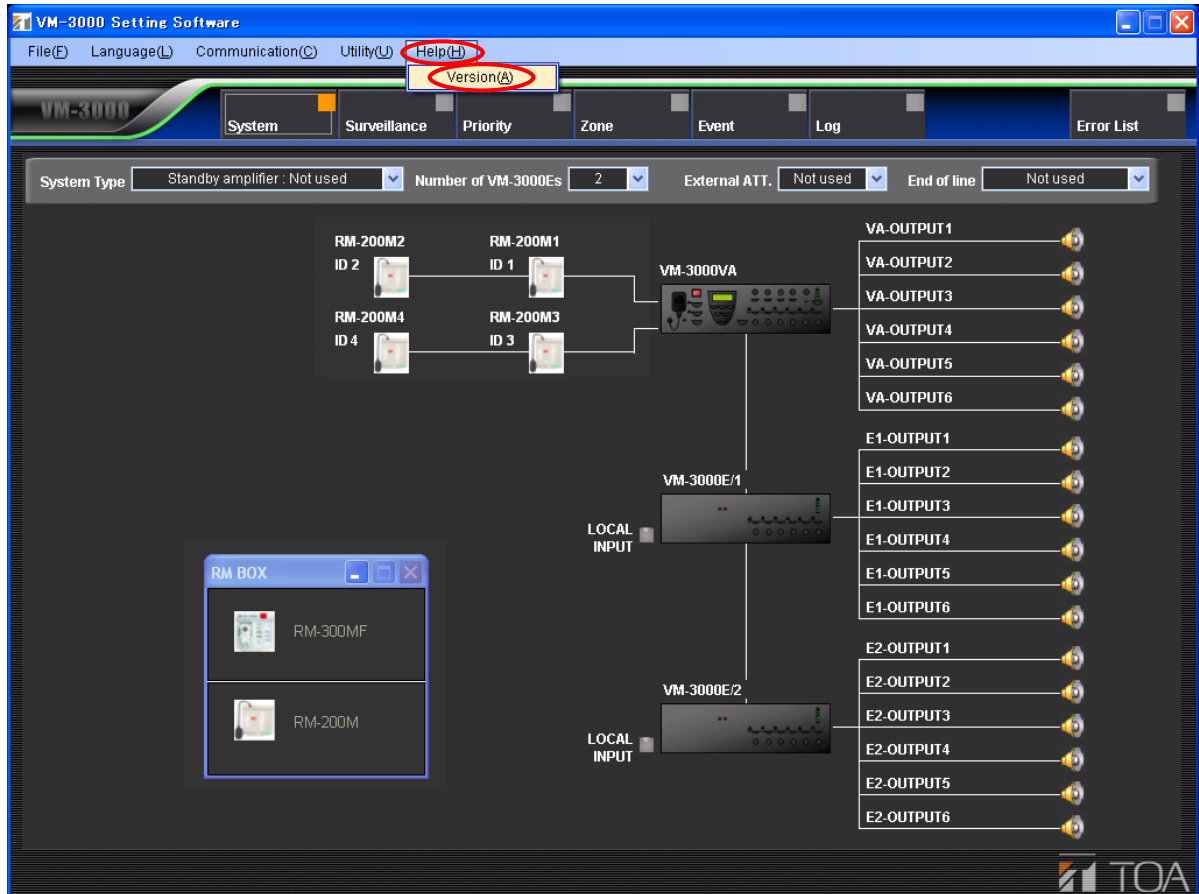 VM-3000 Setting Software
File(F) Language(L) Communication(C) Utility(U) Help(H)
Version(A)
VM-3000
System Surveillance Priority Zone Event Log Error List
System Type Standby amplifier : Not used Number of VM-3000Es 2 External ATT. Not used End of line Not used
RM-200M2 RM-200M1
ID 2 ID 1
RM-200M4 RM-200M3
ID 4 ID 3
VM-3000VA
VA-OUTPUT1
VA-OUTPUT2
VA-OUTPUT3
VA-OUTPUT4
VA-OUTPUT5
VA-OUTPUT6
VM-3000E/1
LOCAL
INPUT
E1-OUTPUT1
E1-OUTPUT2
E1-OUTPUT3
E1-OUTPUT4
E1-OUTPUT5
E1-OUTPUT6
RM BOX
RM-300MF
RM-200M
VM-3000E/2
LOCAL
INPUT
E2-OUTPUT1
E2-OUTPUT2
E2-OUTPUT3
E2-OUTPUT4
E2-OUTPUT5
E2-OUTPUT6
TOA